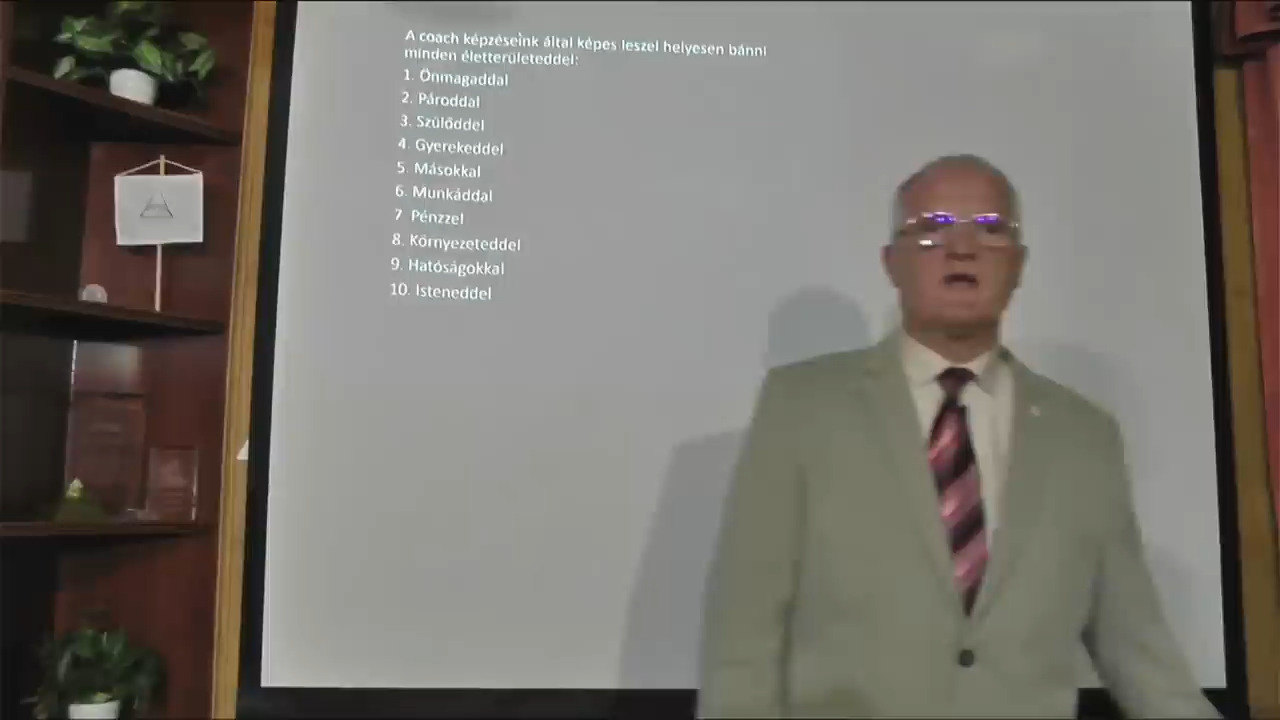 A coach képzéseink által képes leszel helyesen bánni
minden életterületeddel:
1. Önmagaddal
2. Pároddal
3. Szülőddel
4. Gyerekeddel
5. Másokkal
6. Munkáddal
7 Pénzzel
8. Környezeteddel
9. Hatóságokkal
10. Isteneddel